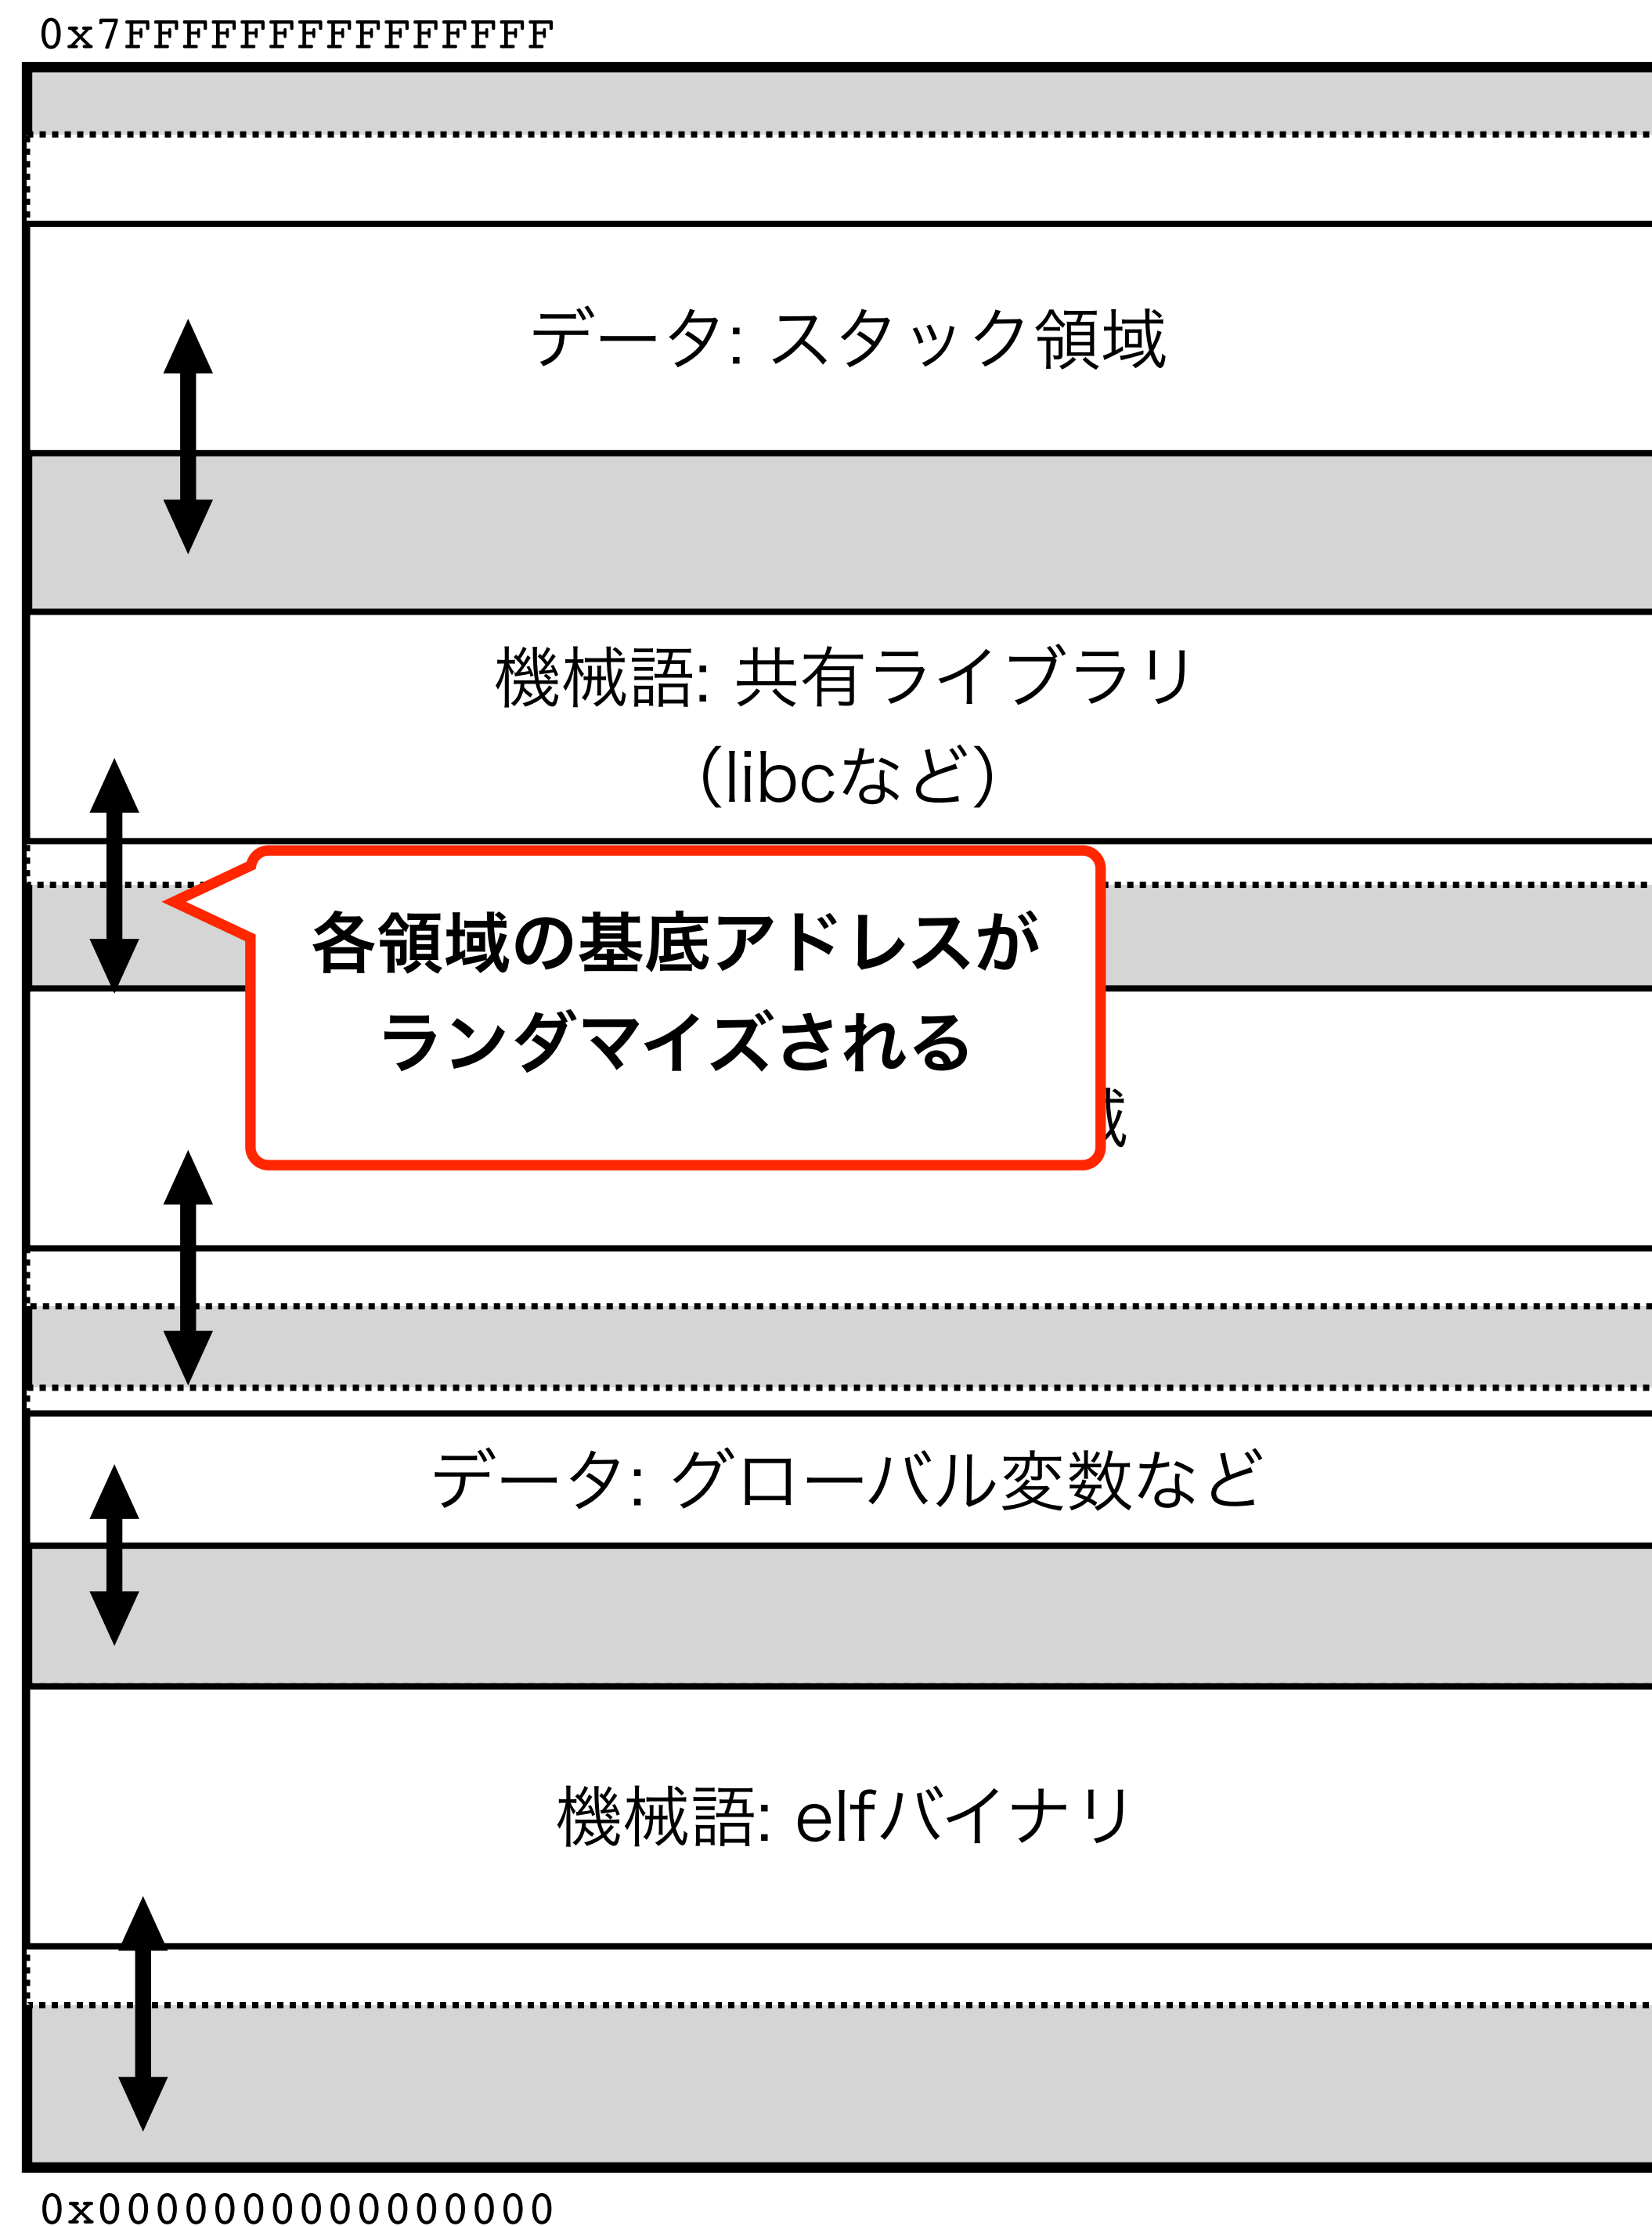 0x7FFFFFFFFFFFFFFF
データ: スタック領域
機械語: 共有ライブラリ
（libcなど）
各領域の基底アドレスが
ランダマイズされる
データ: グローバル変数など
機械語: elfバイナリ
0x0000000000000000